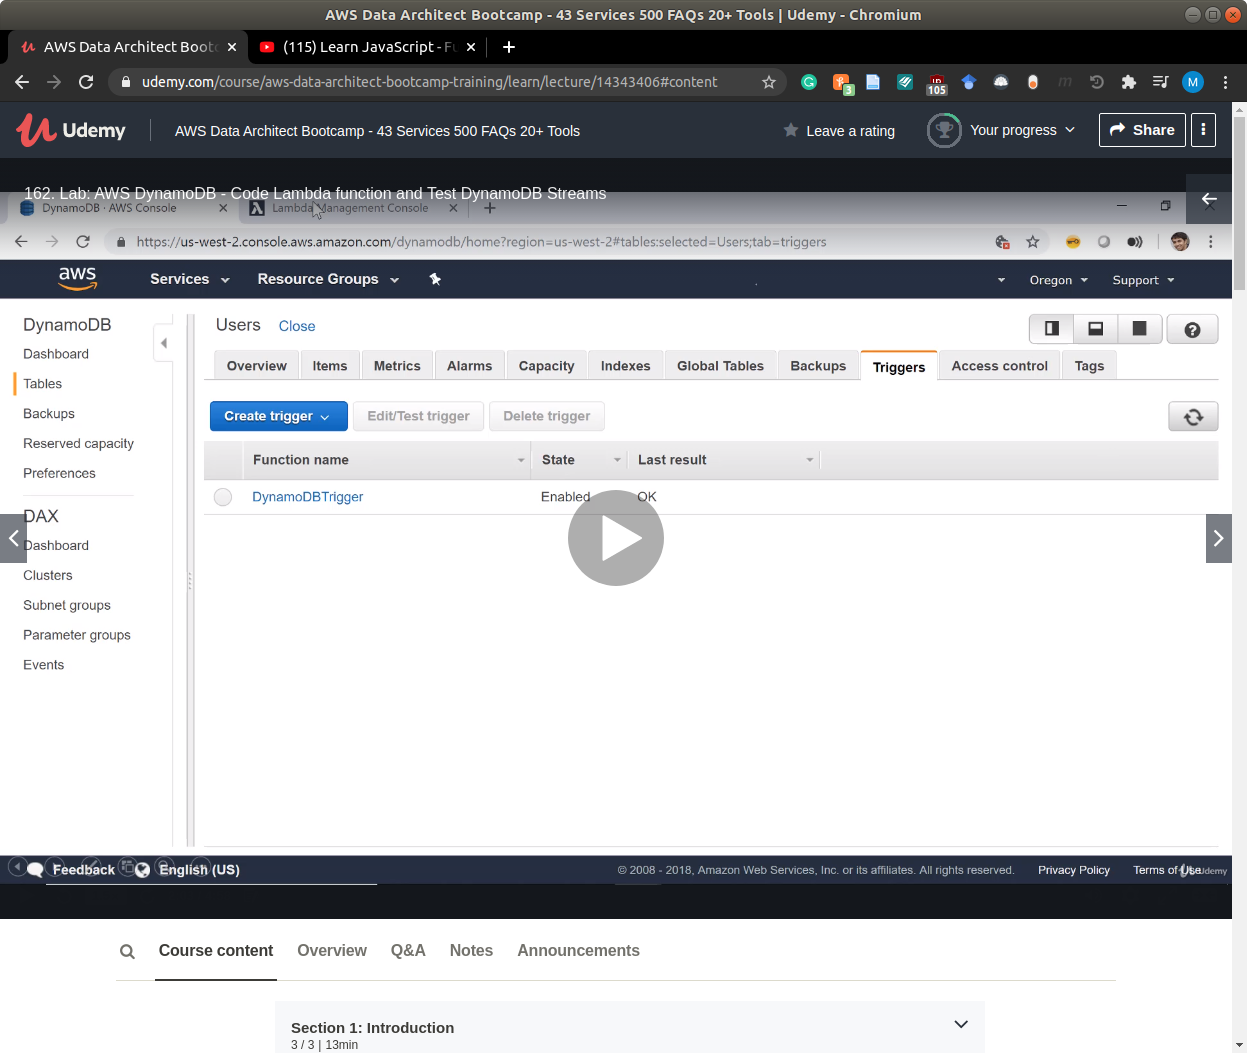 AWS Data Architect Bootcamp - 43 Services 500 FAQs 20+ Tools | Udemy - Chromium
AWS Data Architect Bootc
(115) Learn JavaScript - Fu
udemy.com/course/aws-data-architect-bootcamp-training/learn/lecture/14343406#content
3
105
M
Udemy
AWS Data Architect Bootcamp - 43 Services 500 FAQs 20+ Tools
Leave a rating
Your progress
Share
162. Lab: AWS DynamoDB - Code Lambda function and Test DynamoDB Streams
DynamoDB · AWS Console
Lambda Management Console
https://us-west-2.console.aws.amazon.com/dynamodb/home?region=us-west-2#tables:selected=Users;tab=triggers
aws
Services
Resource Groups
Oregon
Support
DynamoDB
Dashboard
Tables
Backups
Reserved capacity
Preferences
DAX
Dashboard
Clusters
Subnet groups
Parameter groups
Events
Users
Close
Overview
Items
Metrics
Alarms
Capacity
Indexes
Global Tables
Backups
Triggers
Access control
Tags
Create trigger
Edit/Test trigger
Delete trigger
Function name
State
Last result
DynamoDBTrigger
Enabled
OK
Feedback
English (US)
© 2008 - 2018, Amazon Web Services, Inc. or its affiliates. All rights reserved.
Privacy Policy
Terms of Use
Udemy
Course content
Overview
Q&A
Notes
Announcements
Section 1: Introduction
3 / 3 | 13min